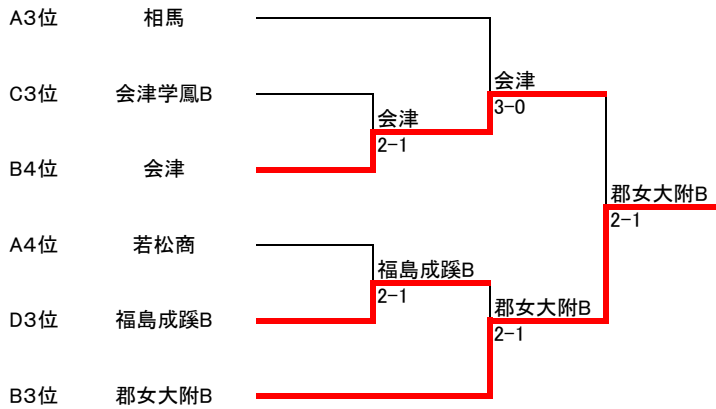 A3位 相馬
会津
C3位 会津学鳳B
3-0
会津
2-1
B4位 会津
郡女大附B
2-1
A4位 若松商
福島成蹊B
2-1
郡女大附B
D3位 福島成蹊B
2-1
B3位 郡女大附B